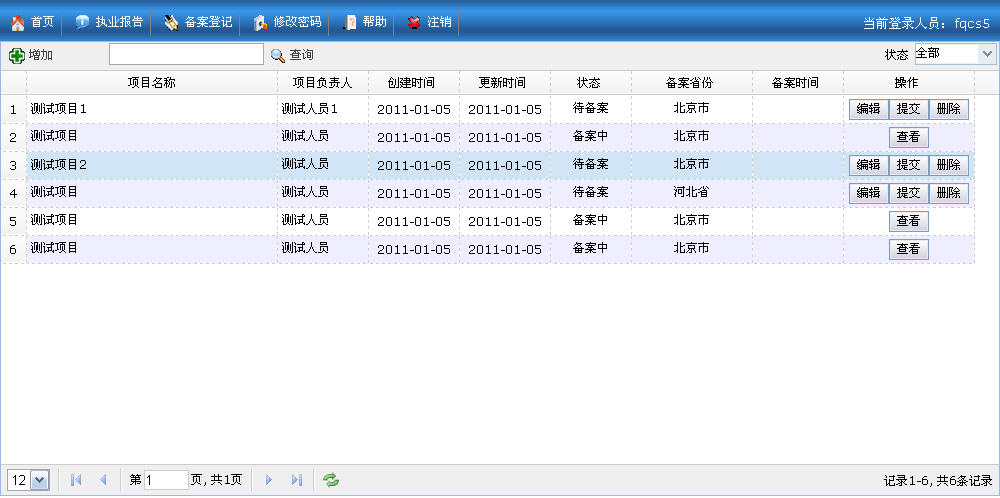 首页 执业报告 备案登记 修改密码 帮助 注销 当前登录人员：fqcs5
增加 查询 状态 全部
项目名称 项目负责人 创建时间 更新时间 状态 备案省份 备案时间 操作
1 测试项目1 测试人员1 2011-01-05 2011-01-05 待备案 北京市 编辑 提交 删除
2 测试项目 测试人员 2011-01-05 2011-01-05 备案中 北京市 查看
3 测试项目2 测试人员 2011-01-05 2011-01-05 待备案 北京市 编辑 提交 删除
4 测试项目 测试人员 2011-01-05 2011-01-05 待备案 河北省 编辑 提交 删除
5 测试项目 测试人员 2011-01-05 2011-01-05 备案中 北京市 查看
6 测试项目 测试人员 2011-01-05 2011-01-05 备案中 北京市 查看
12 第 1 页, 共1页 记录1-6, 共6条记录